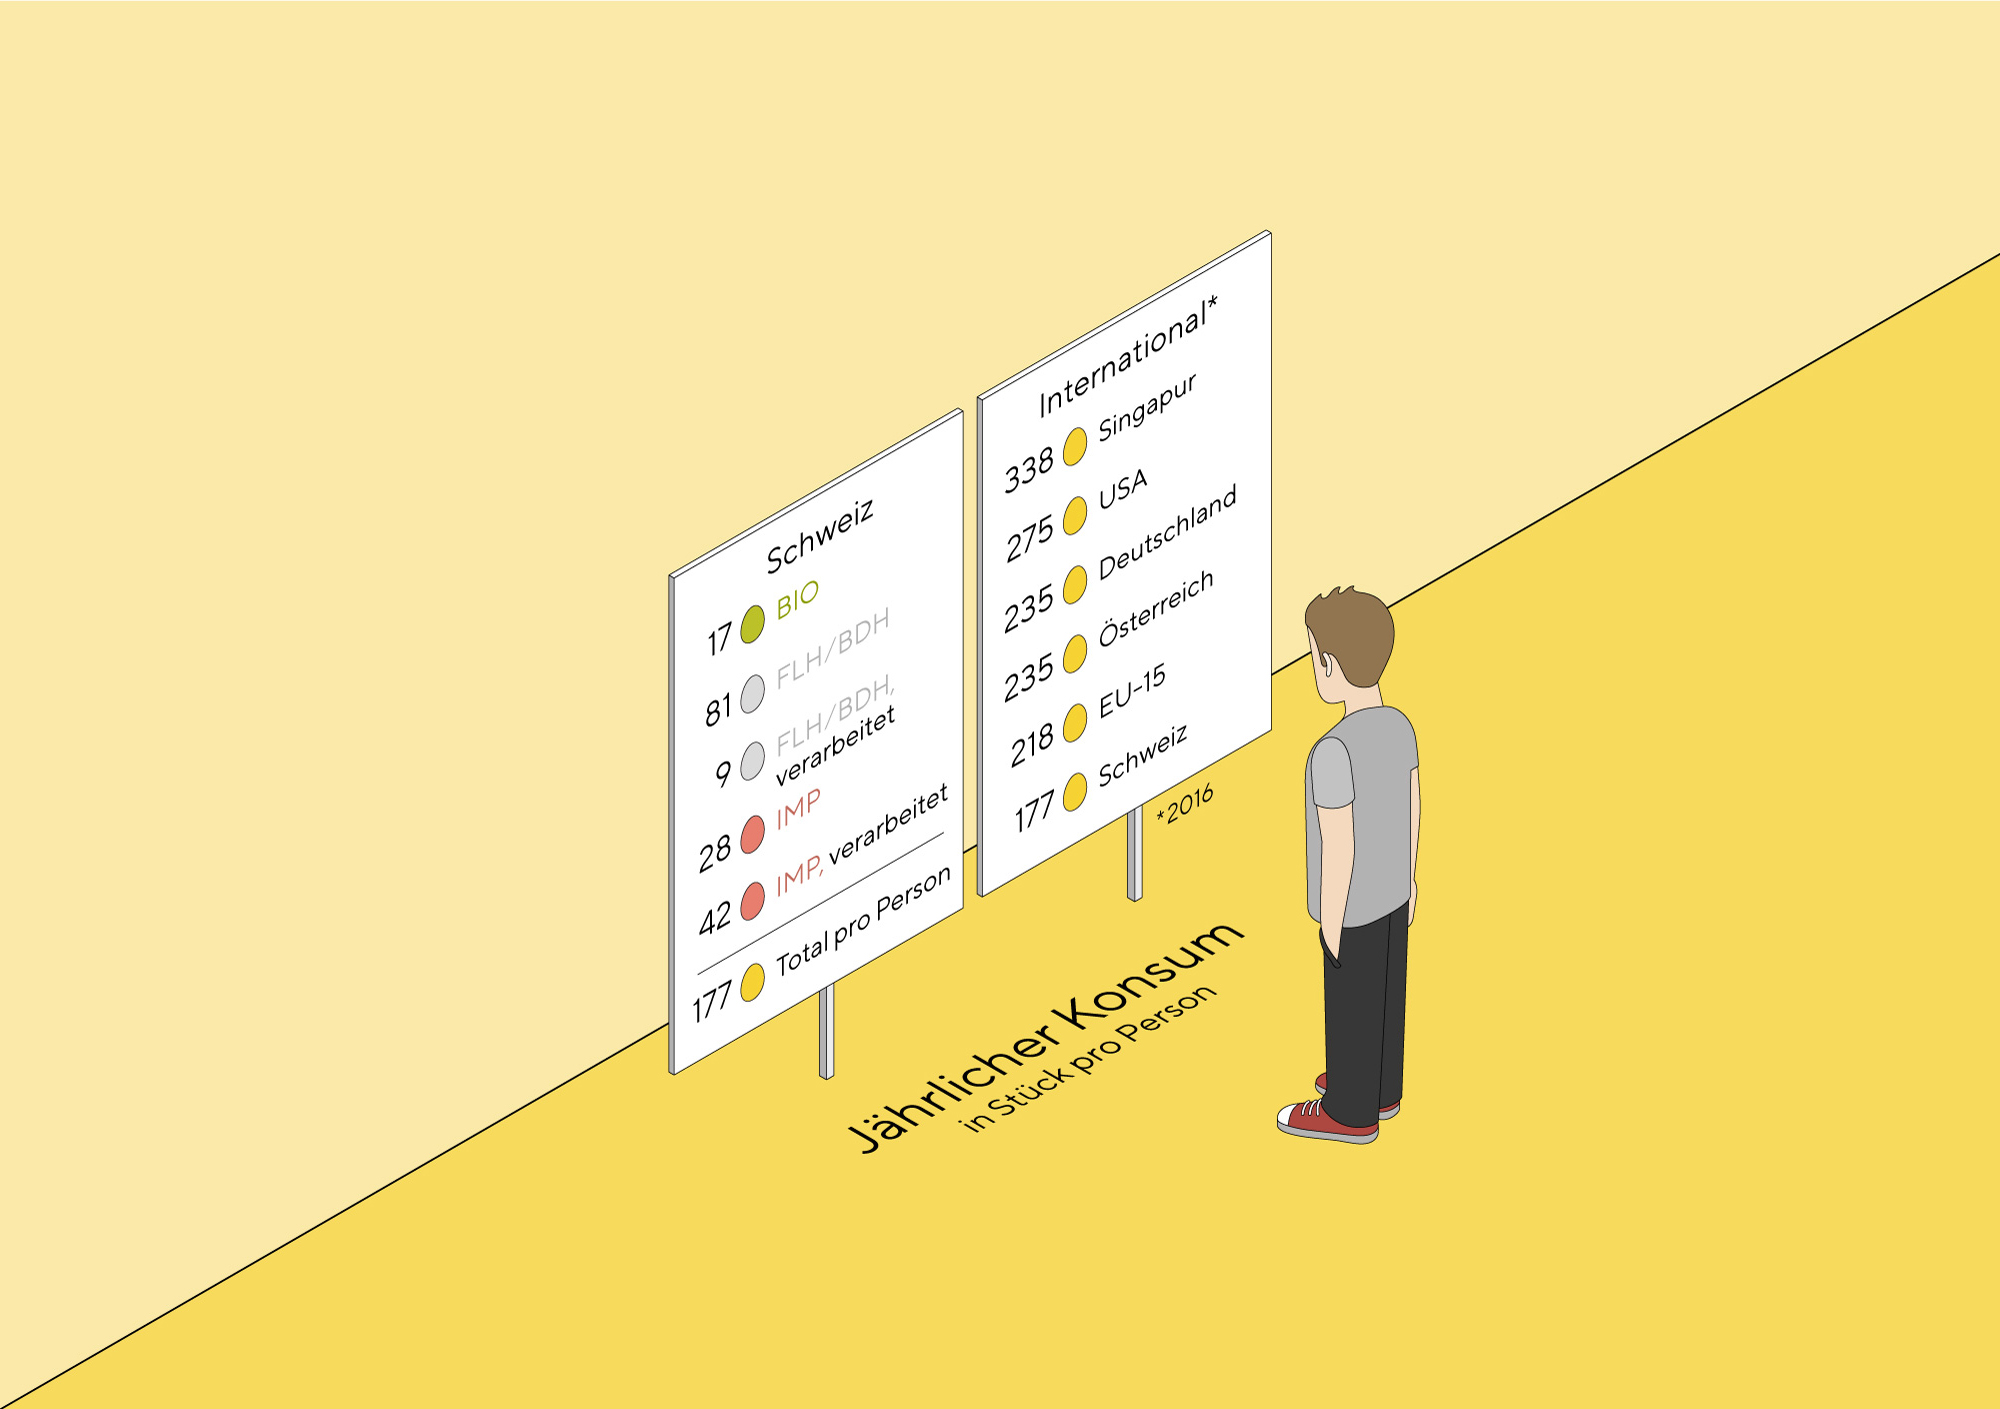 Schweiz
17 BIO
81 FLH/BDH
9 FLH/BDH,
verarbeitet
28 IMP
42 IMP, verarbeitet
177 Total pro Person
International*
338 Singapur
275 USA
235 Deutschland
235 Österreich
218 EU-15
177 Schweiz
*2016
Jährlicher Konsum
in Stück pro Person